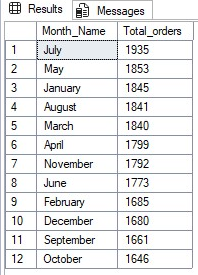 Results Messages
Month_Name Total_orders
1 July 1935
2 May 1853
3 January 1845
4 August 1841
5 March 1840
6 April 1799
7 November 1792
8 June 1773
9 February 1685
10 December 1680
11 September 1661
12 October 1646